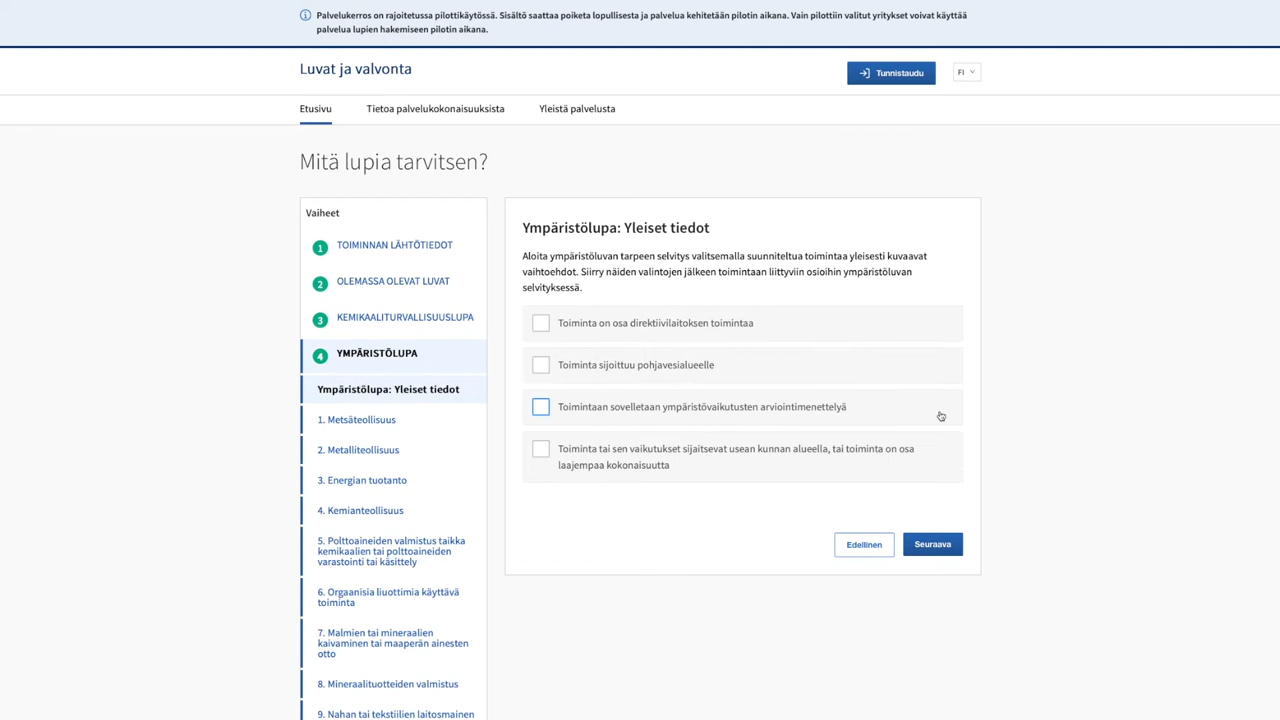 Palvelukerros on rajoitetussa pilottikäytössä. Sisältö saattaa poiketa lopullisesta ja palvelua kehitetään pilotin aikana. Vain pilottiin valitut yritykset voivat käyttää
palvelua lupien hakemiseen pilotin aikana.
Luvat ja valvonta
Tunnistaudu
FI
Etusivu
Tietoa palvelukokonaisuuksista
Yleistä palvelusta
Mitä lupia tarvitsen?
Vaiheet
1 TOIMINNAN LÄHTÖTIEDOT
2 OLEMASSA OLEVAT LUVAT
3 KEMIKAALITURVALLISUUSLUPA
4 YMPÄRISTÖLUPA
Ympäristölupa: Yleiset tiedot
1. Metsäteollisuus
2. Metalliteollisuus
3. Energian tuotanto
4. Kemianteollisuus
5. Polttoaineiden valmistus taikka
kemikaalien tai polttoaineiden
varastointi tai käsittely
6. Orgaanisia liuottimia käyttävä
toiminta
7. Malmien tai mineraalien
kaivaminen tai maaperän ainesten
otto
8. Mineraalituotteiden valmistus
9. Nahan tai tekstiilien laitosmainen
Ympäristölupa: Yleiset tiedot
Aloita ympäristöluvan tarpeen selvitys valitsemalla suunniteltua toimintaa yleisesti kuvaavat
vaihtoehdot. Siirry näiden valintojen jälkeen toimintaan liittyviin osioihin ympäristöluvan
selvityksessä.
Toiminta on osa direktiivilaitoksen toimintaa
Toiminta sijoittuu pohjavesialueelle
Toimintaan sovelletaan ympäristövaikutusten arviointimenettelyä
Toiminta tai sen vaikutukset sijaitsevat usean kunnan alueella, tai toiminta on osa
laajempaa kokonaisuutta
Edellinen
Seuraava